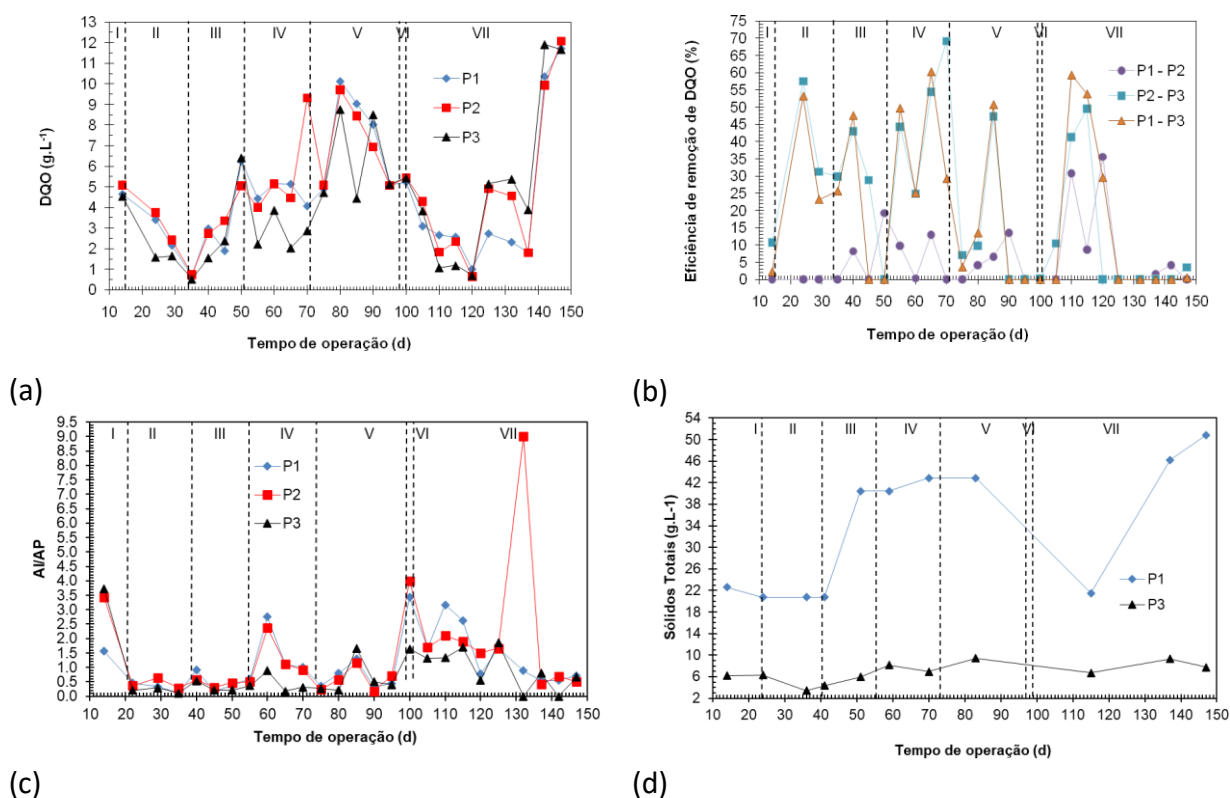 I II III IV V VI VII
13
12
11
10
9
8
7
6
5
4
3
2
1
0
DQO (g.L⁻¹)
P1
P2
P3
10 20 30 40 50 60 70 80 90 100 110 120 130 140 150
Tempo de operação (d)
(a)
I II III IV V VI VII
75
70
65
60
55
50
45
40
35
30
25
20
15
10
5
0
Eficiência de remoção de DQO (%)
P1 - P2
P2 - P3
P1 - P3
10 20 30 40 50 60 70 80 90 100 110 120 130 140 150
Tempo de operação (d)
(b)
I II III IV V VI VII
9.5
9.0
8.5
8.0
7.5
7.0
6.5
6.0
5.5
5.0
4.5
4.0
3.5
3.0
2.5
2.0
1.5
1.0
0.5
0.0
AI/AP
P1
P2
P3
10 20 30 40 50 60 70 80 90 100 110 120 130 140 150
Tempo de operação (d)
(c)
I II III IV V VI VII
54
50
46
42
38
34
30
26
22
18
14
10
6
2
Sólidos Totais (g.L-1)
P1
P3
10 20 30 40 50 60 70 80 90 100 110 120 130 140 150
Tempo de operação (d)
(d)